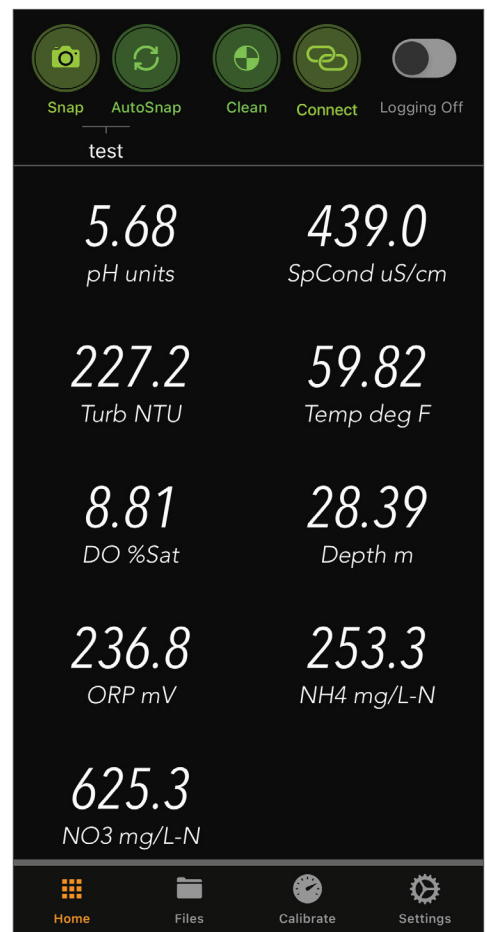 Snap AutoSnap Clean Connect Logging Off
test
5.68 439.0
pH units SpCond uS/cm
227.2 59.82
Turb NTU Temp deg F
8.81 28.39
DO %Sat Depth m
236.8 253.3
ORP mV NH4 mg/L-N
625.3
NO3 mg/L-N
Home Files Calibrate Settings